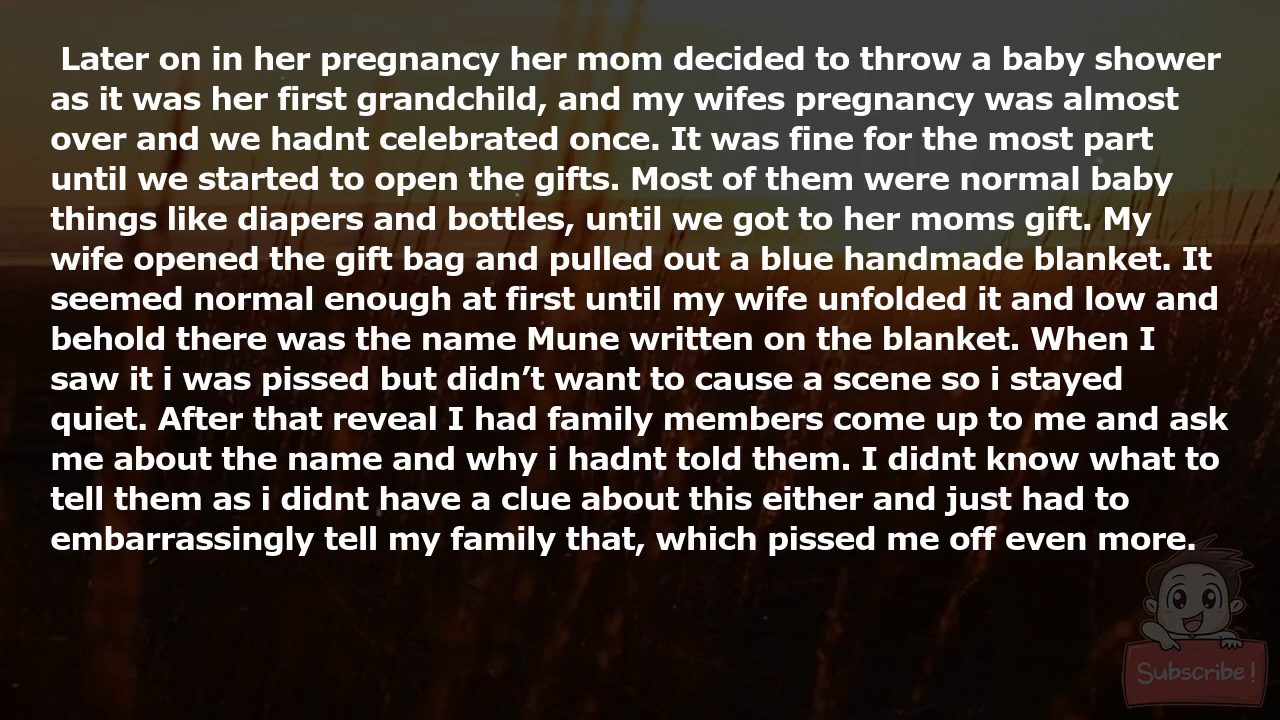 Later on in her pregnancy her mom decided to throw a baby shower
as it was her first grandchild, and my wifes pregnancy was almost
over and we hadnt celebrated once. It was fine for the most part
until we started to open the gifts. Most of them were normal baby
things like diapers and bottles, until we got to her moms gift. My
wife opened the gift bag and pulled out a blue handmade blanket. It
seemed normal enough at first until my wife unfolded it and low and
behold there was the name Mune written on the blanket. When I
saw it i was pissed but didn’t want to cause a scene so i stayed
quiet. After that reveal I had family members come up to me and ask
me about the name and why i hadnt told them. I didnt know what to
tell them as i didnt have a clue about this either and just had to
embarrassingly tell my family that, which pissed me off even more.
Subscribe!